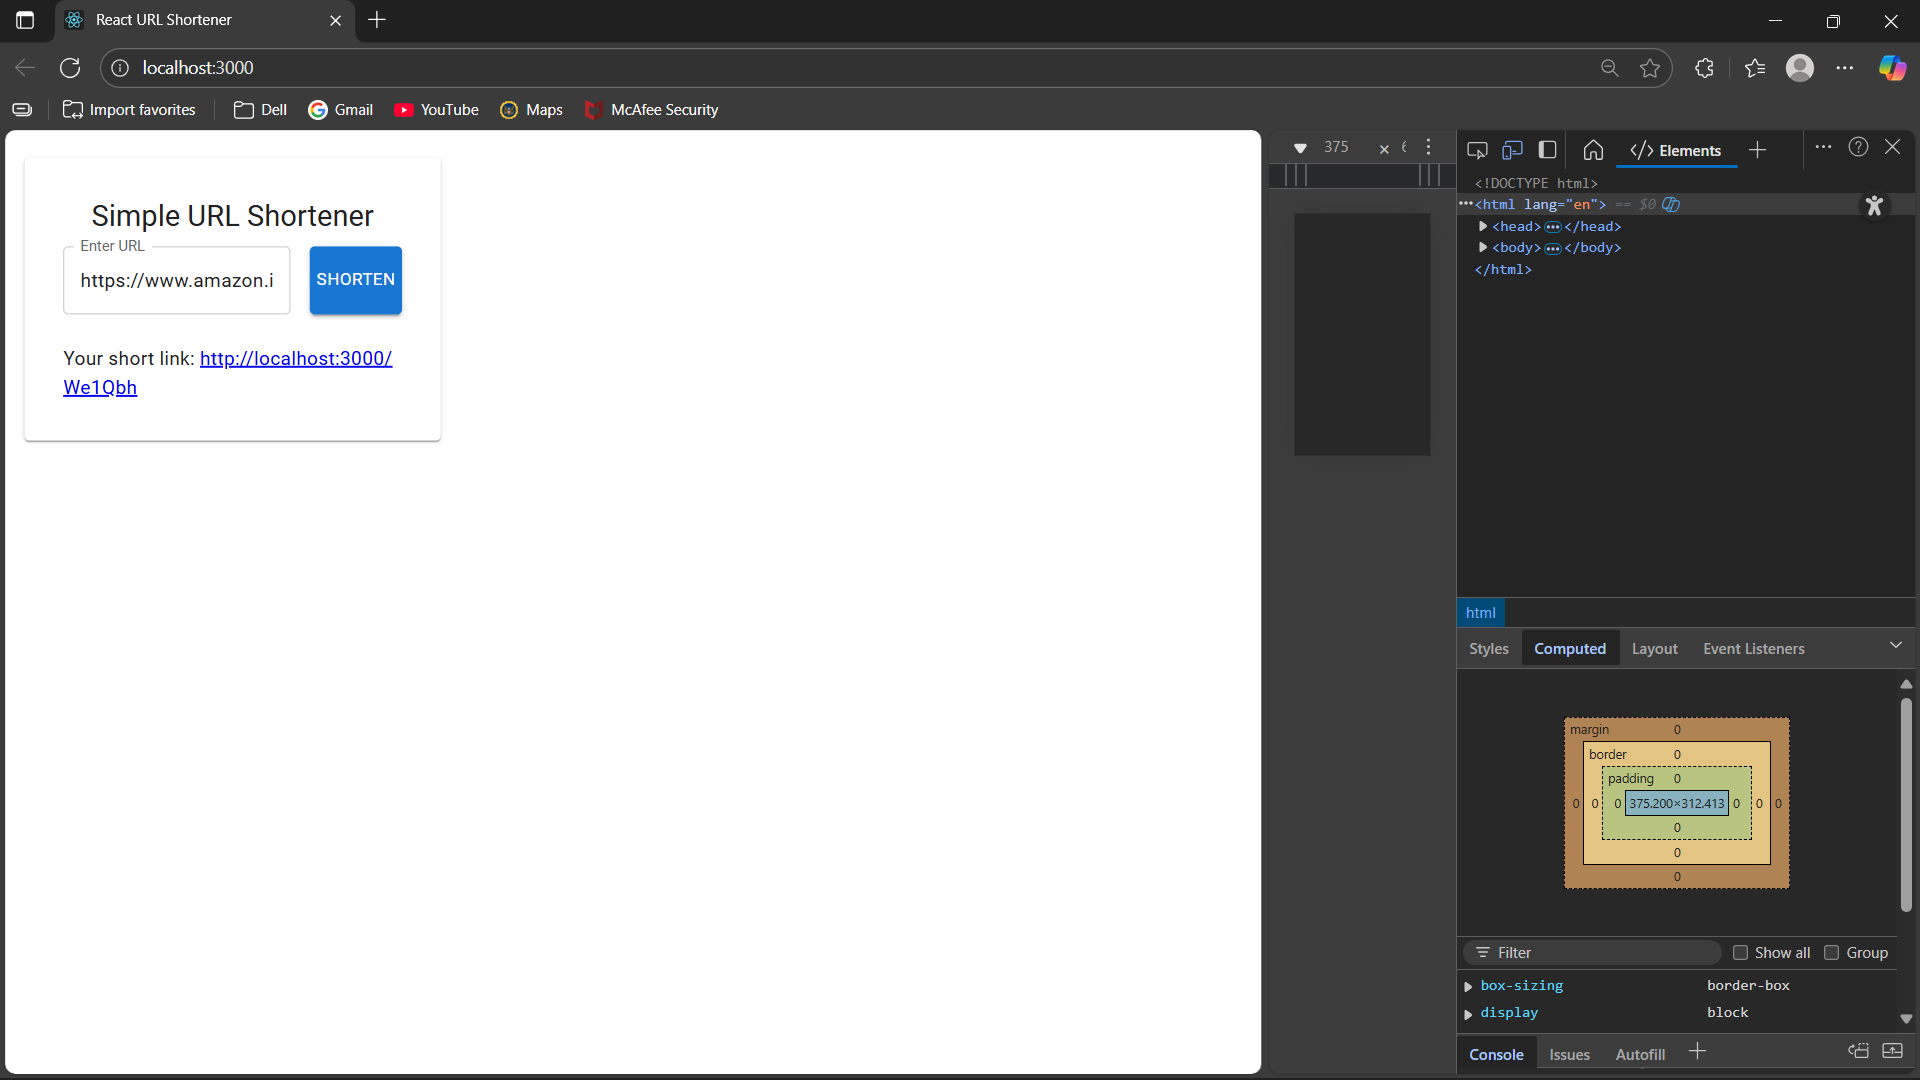 React URL Shortener
localhost:3000
Import favorites
Dell
Gmail
YouTube
Maps
McAfee Security
Simple URL Shortener
Enter URL
https://www.amazon.i
SHORTEN
Your short link: http://localhost:3000/
We1Qbh
375 × 6
Elements
<!DOCTYPE html>
<html lang="en"> == $0
<head> ••• </head>
<body> ••• </body>
</html>
html
Styles
Computed
Layout
Event Listeners
margin 0
border 0
padding 0
0 0 0 375.200×312.413 0 0 0
0
0
0
Filter
Show all
Group
box-sizing border-box
display block
Console
Issues
Autofill